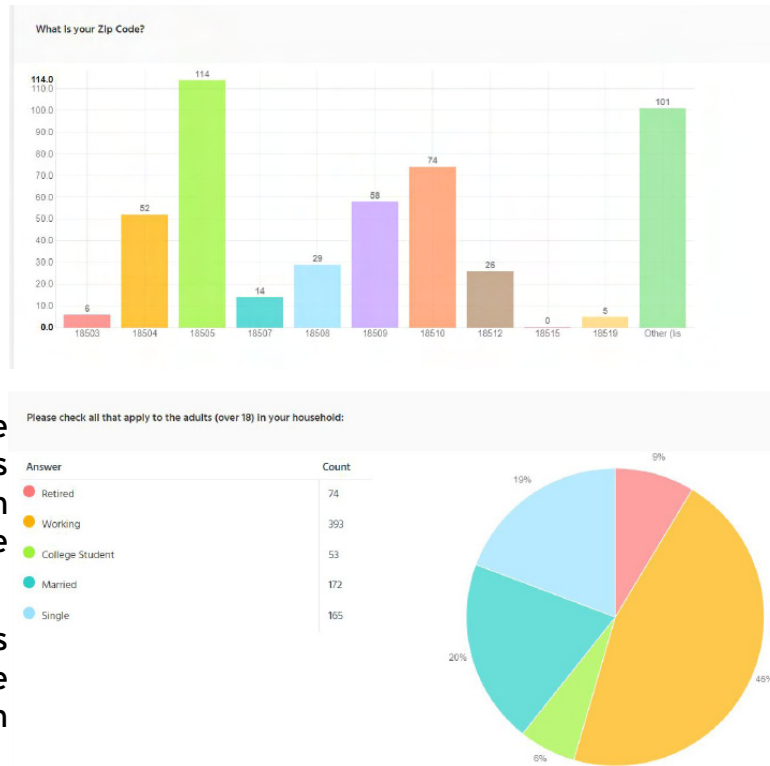 What is your Zip Code?
114.0
110.0
100.0
90.0
80.0
70.0
60.0
50.0
40.0
30.0
20.0
10.0
0.0
6
52
114
14
29
58
74
26
0
5
101
18503 18504 18505 18507 18508 18509 18510 18512 18515 18519 Other (lis
Please check all that apply to the adults (over 18) in your household:
Answer Count
Retired 74
Working 393
College Student 53
Married 172
Single 165
9%
19%
20%
6%
46%
e
s
n
e
s
e
n